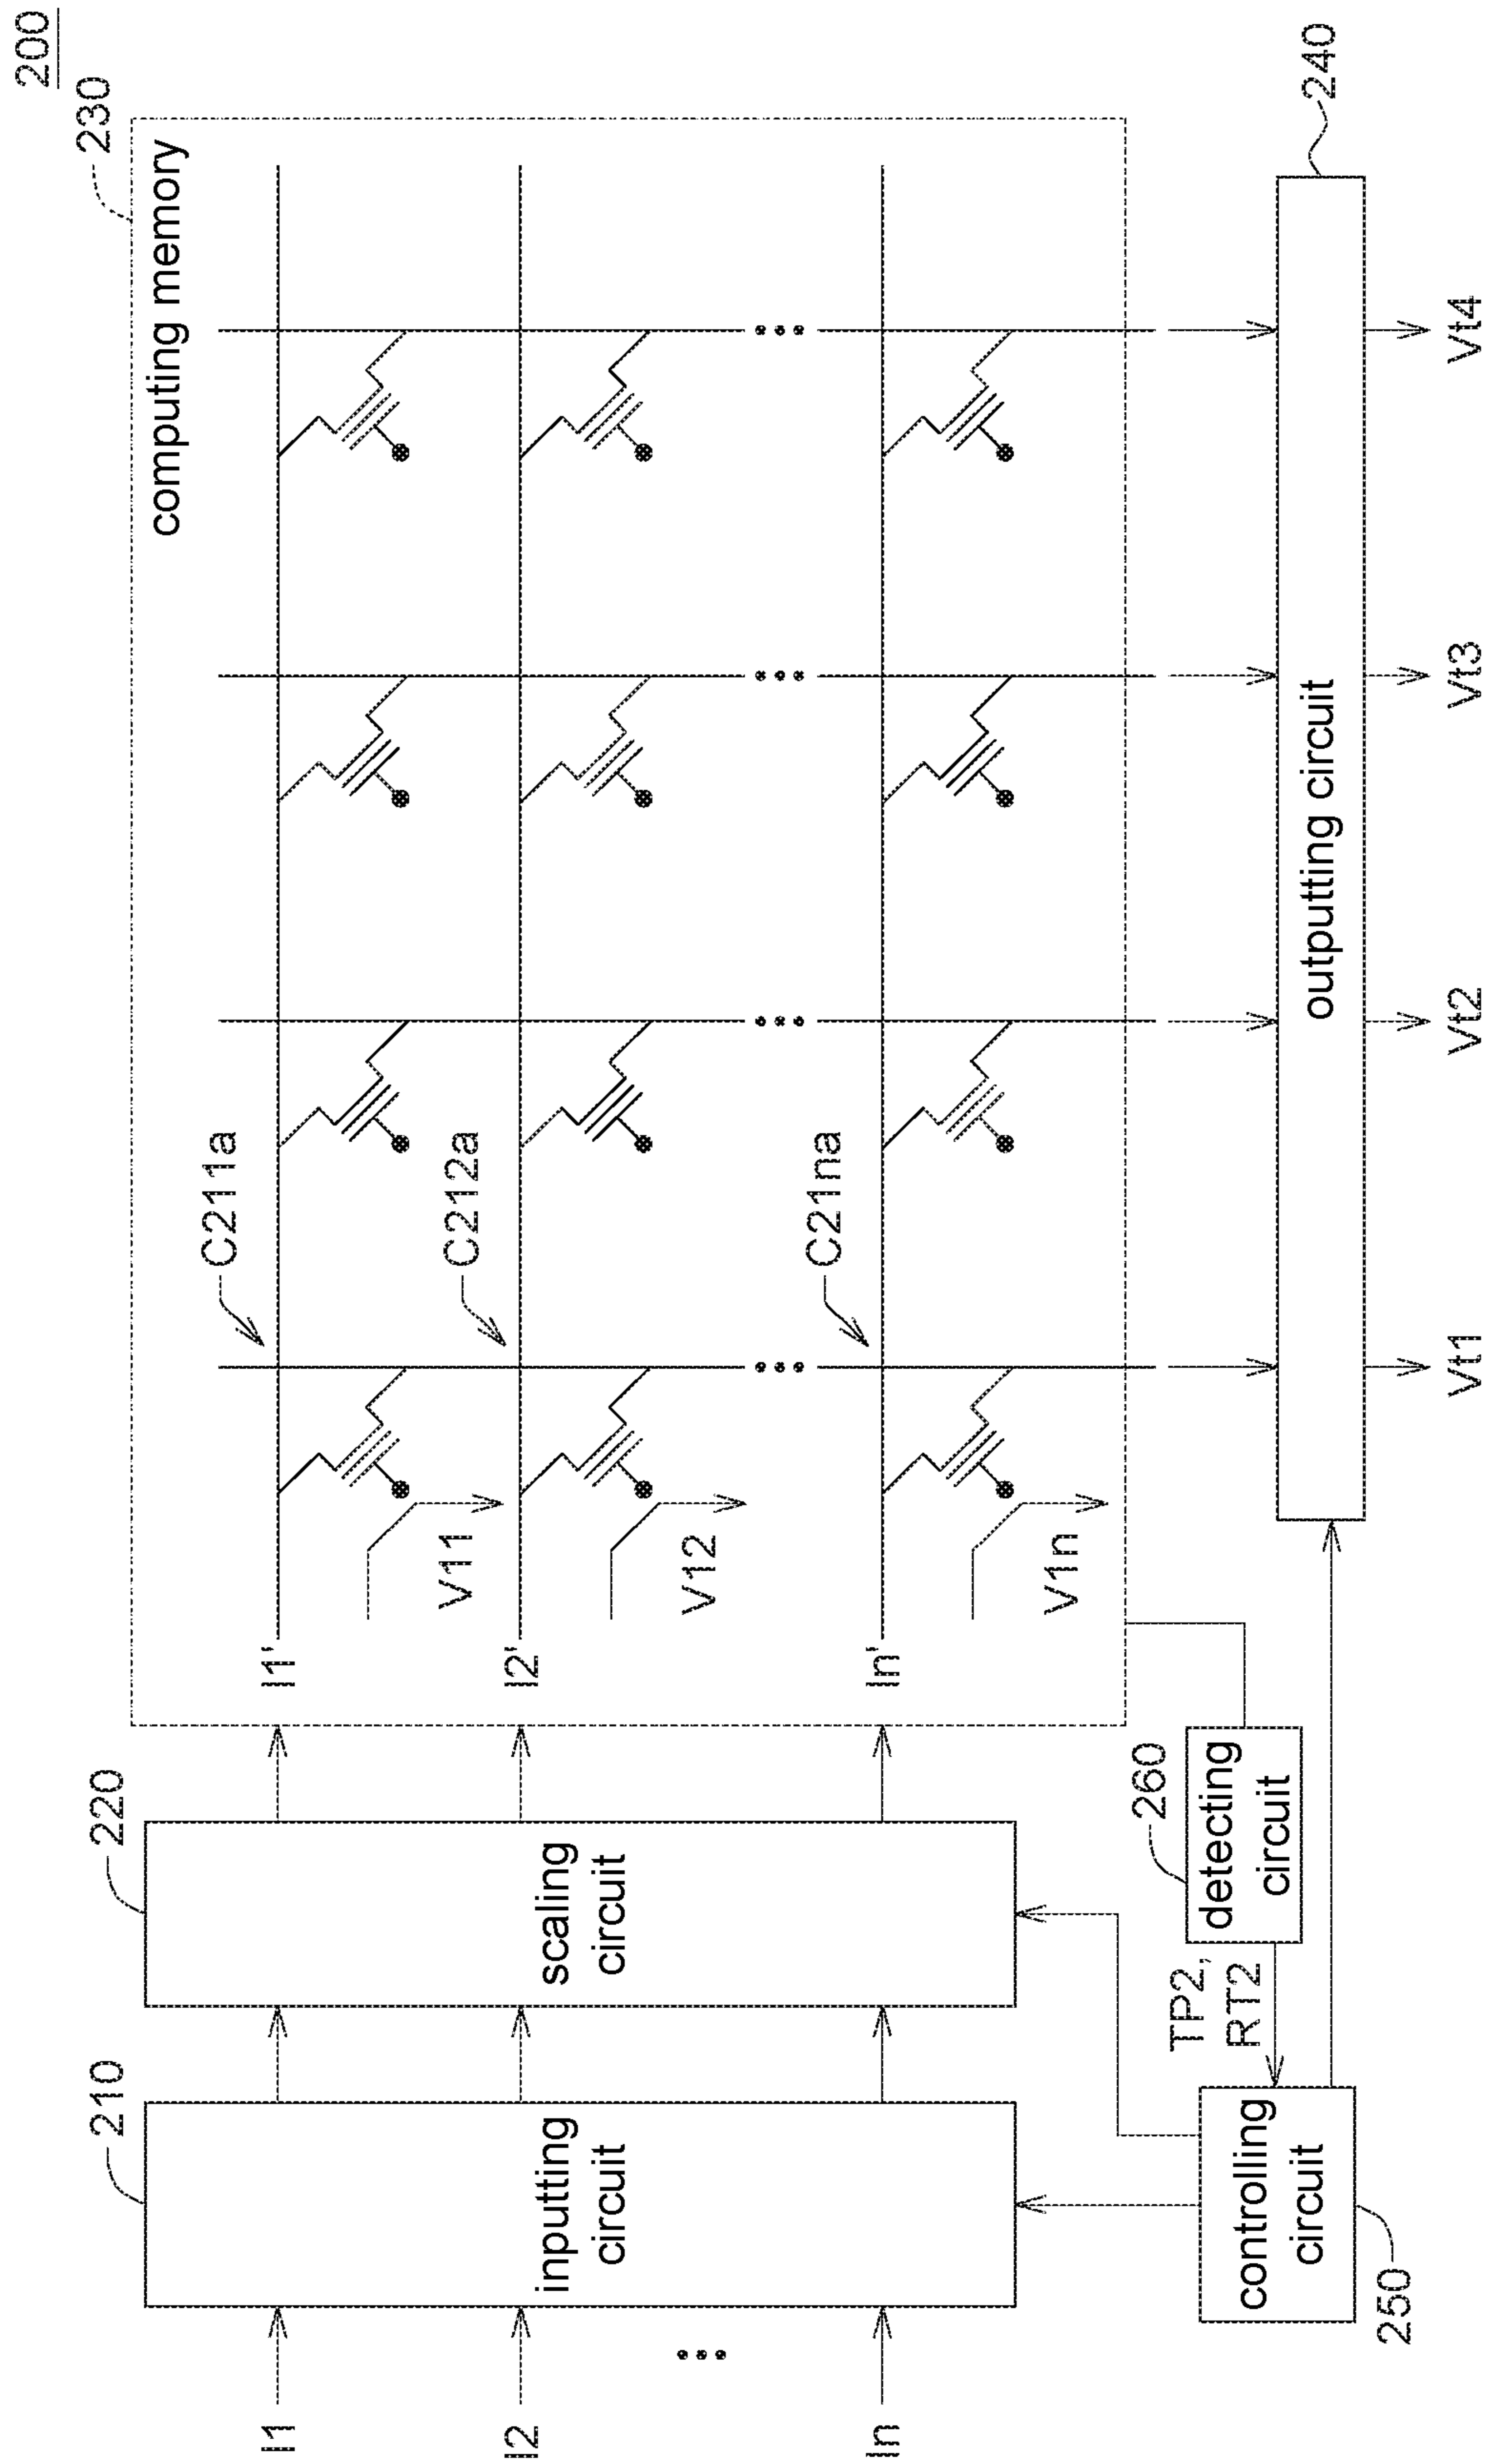 200
230
computing memory
220
210
C211a
C212a
C21na
I1
I2
In
inputting
circuit
scaling
circuit
I1'
I2'
In'
V11
V12
V1n
260
detecting
circuit
TP2,
RT2
controlling
circuit
250
outputting circuit
240
Vt1
Vt2
Vt3
Vt4